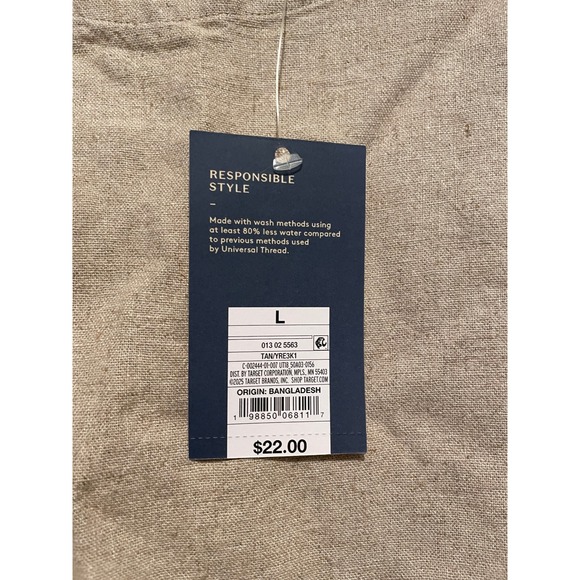 RESPONSIBLE
STYLE
–
Made with wash methods using
at least 80% less water compared
to previous methods used
by Universal Thread.
L
013 02 5563
TAN/YRE3K1
C-002444-01-007 UT18_50A03-0156
DIST. BY TARGET CORPORATION, MPLS., MN 55403
©2025 TARGET BRANDS, INC. SHOP TARGET.COM
ORIGIN: BANGLADESH
1 98850 06811 7
$22.00